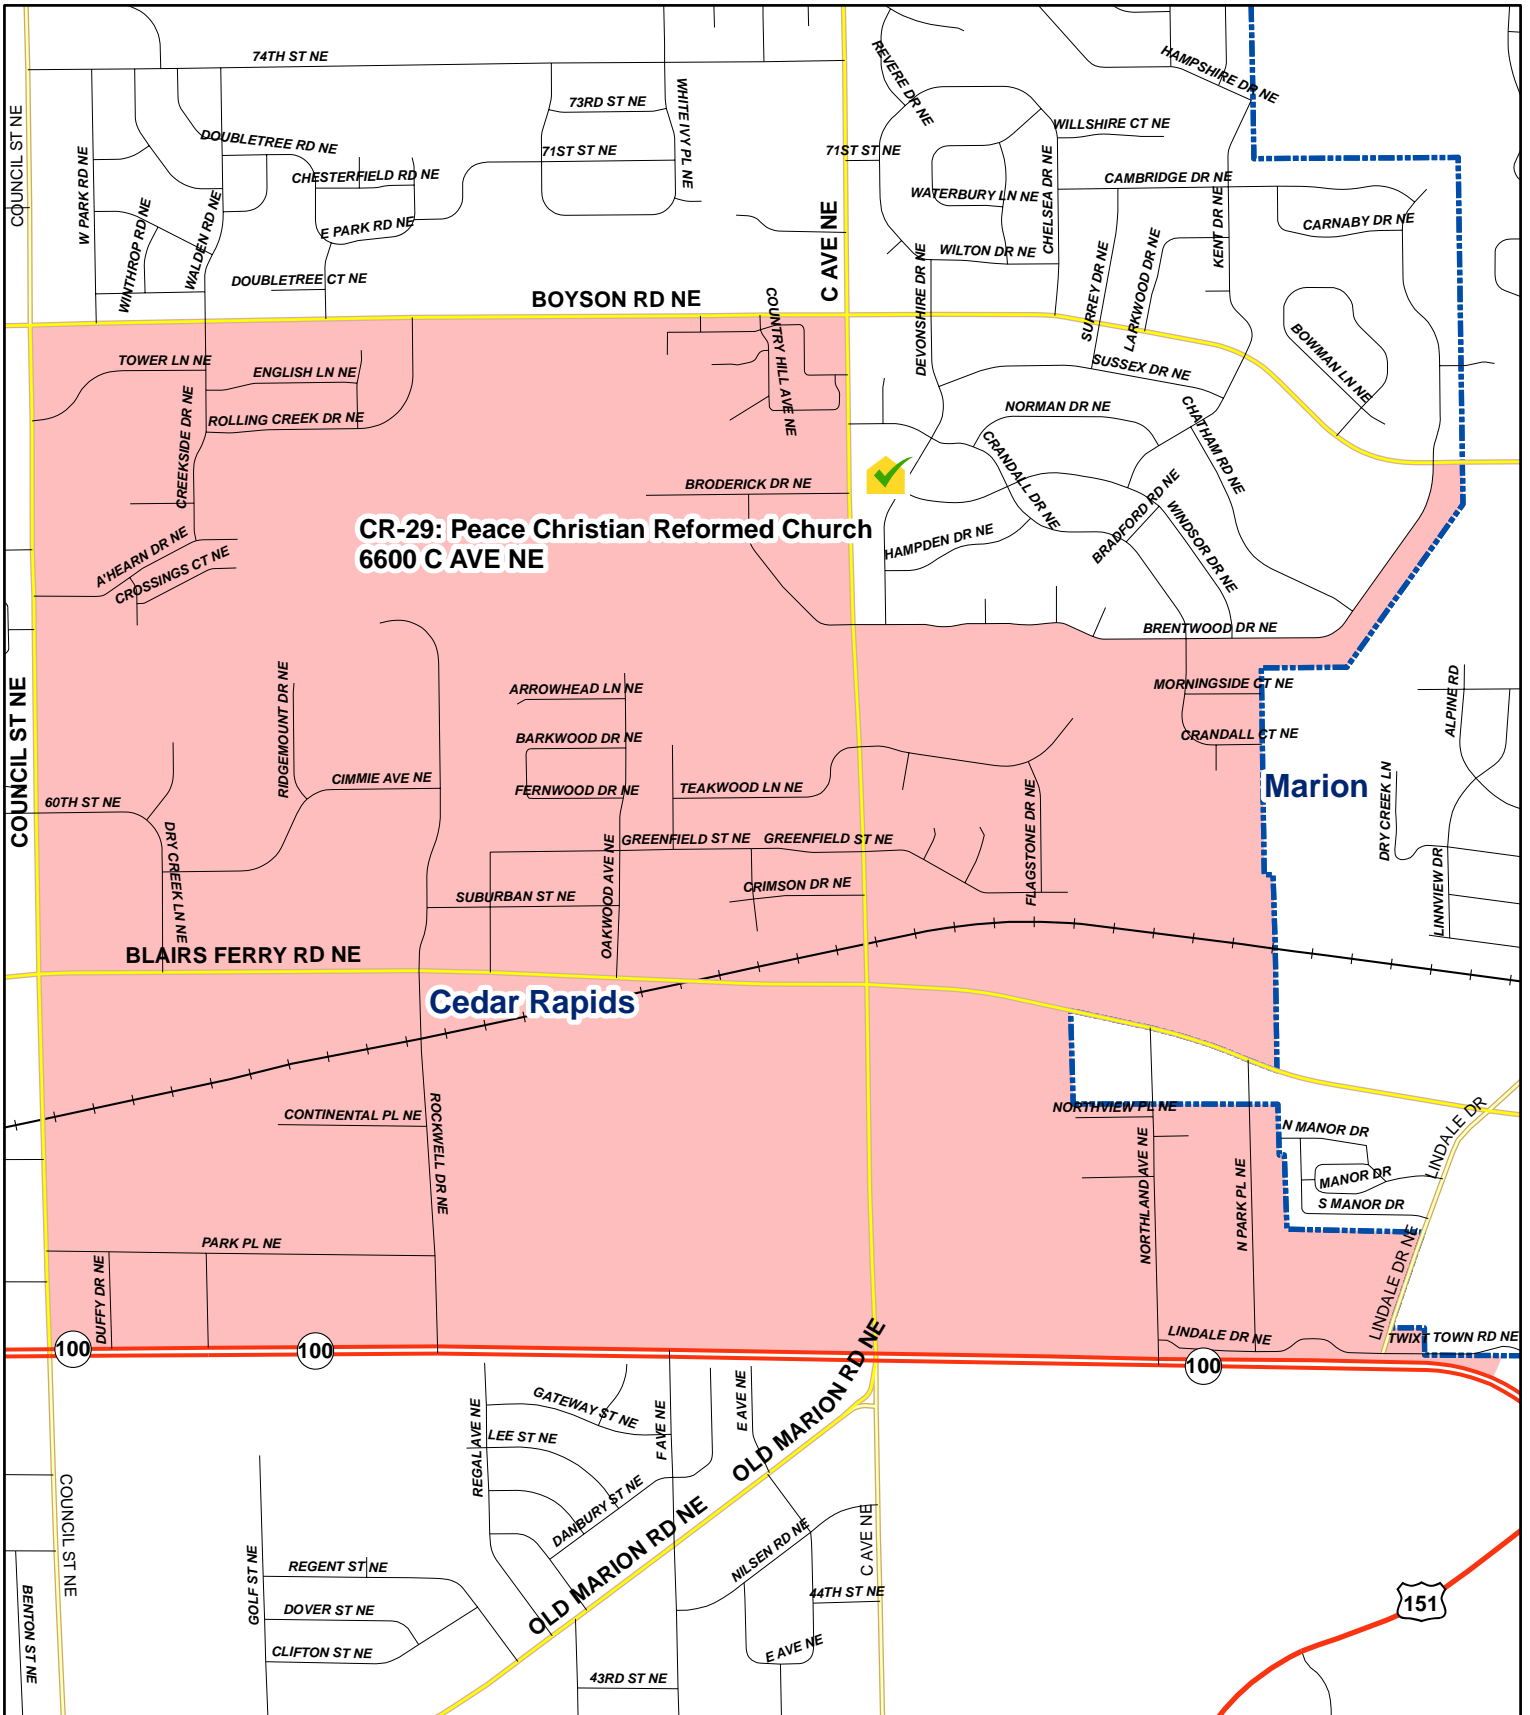 74TH ST NE
REVERE DR NE
HAMPSHIRE DR NE
COUNCIL ST NE
W PARK RD NE
DOUBLETREE RD NE
73RD ST NE
WHITE IVY PL NE
71ST ST NE
71ST ST NE
WILLSHIRE CT NE
CHESTERFIELD RD NE
WATERBURY LN NE
CHELSEA DR NE
CAMBRIDGE DR NE
CARNABY DR NE
WINTHROP RD NE
WALDEN RD NE
E PARK RD NE
C AVE NE
WILTON DR NE
KENT DR NE
DOUBLETREE CT NE
DEVONSHIRE DR NE
SURREY DR NE
LARKWOOD DR NE
BOYSON RD NE
COUNTRY HILL AVE NE
BOWMAN LN NE
TOWER LN NE
ENGLISH LN NE
SUSSEX DR NE
CREEKSIDE DR NE
ROLLING CREEK DR NE
NORMAN DR NE
CHATHAM RD NE
CRANDALL DR NE
BRODERICK DR NE
BRADFORD RD NE
WINDSOR DR NE
CR-29: Peace Christian Reformed Church
6600 C AVE NE
HAMPDEN DR NE
A'HEARN DR NE
CROSSINGS CT NE
BRENTWOOD DR NE
COUNCIL ST NE
RIDGEMOUNT DR NE
ARROWHEAD LN NE
MORNINGSIDE CT NE
ALPINE RD
BARKWOOD DR NE
CRANDALL CT NE
CIMMIE AVE NE
FERNWOOD DR NE
TEAKWOOD LN NE
Marion
60TH ST NE
DRY CREEK LN
DRY CREEK LN NE
GREENFIELD ST NE
GREENFIELD ST NE
FLAGSTONE DR NE
OAKWOOD AVE NE
SUBURBAN ST NE
CRIMSON DR NE
LINNVIEW DR
BLAIRS FERRY RD NE
Cedar Rapids
CONTINENTAL PL NE
ROCKWELL DR NE
NORTHVIEW PL NE
N MANOR DR
LINDALE DR
NORTHLAND AVE NE
N PARK PL NE
MANOR DR
S MANOR DR
PARK PL NE
DUFFY DR NE
LINDALE DR NE
LINDALE DR NE
TWIXT TOWN RD NE
100
100
100
OLD MARION RD NE
GATEWAY ST NE
REGAL AVE NE
LEE ST NE
F AVE NE
E AVE NE
COUNCIL ST NE
DANBURY ST NE
OLD MARION RD NE
NILSEN RD NE
C AVE NE
GOLF ST NE
REGENT ST NE
DOVER ST NE
CLIFTON ST NE
BENTON ST NE
44TH ST NE
E AVE NE
43RD ST NE
151